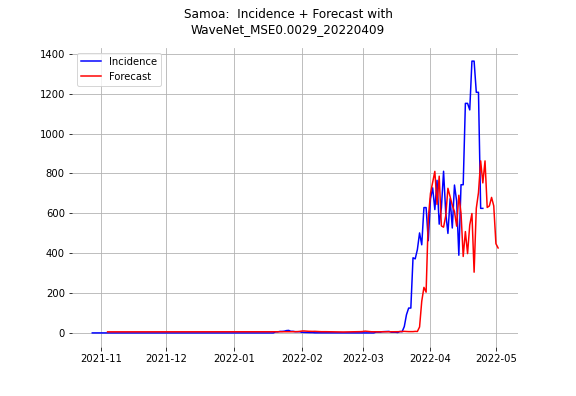 Samoa:  Incidence + Forecast with
WaveNet_MSE0.0029_20220409
1400
1200
1000
800
600
400
200
0
Incidence
Forecast
2021-11 2021-12 2022-01 2022-02 2022-03 2022-04 2022-05